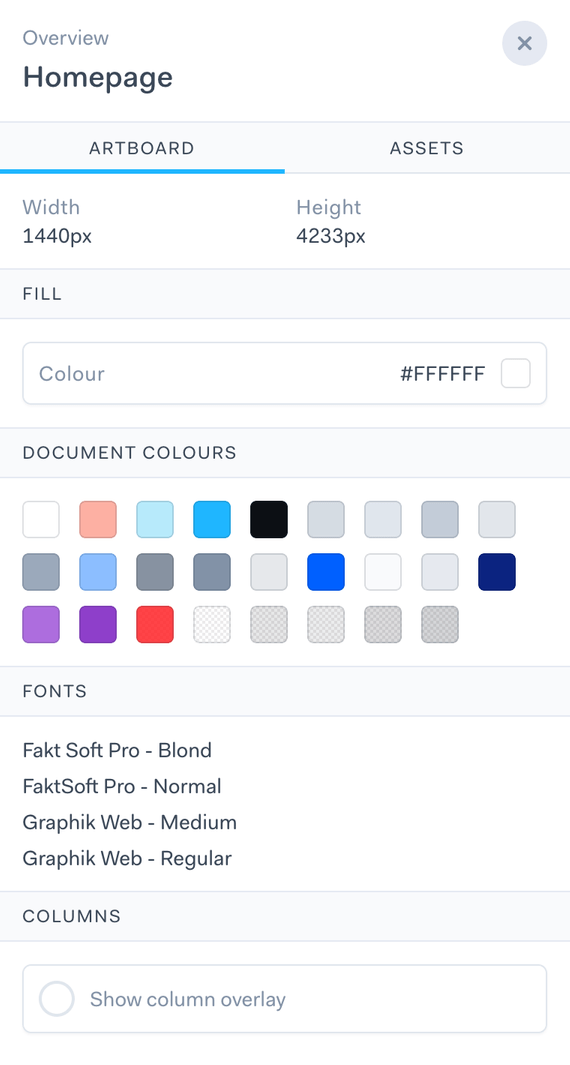 Overview
Homepage
ARTBOARD ASSETS
Width Height
1440px 4233px
FILL
Colour #FFFFFF
DOCUMENT COLOURS
FONTS
Fakt Soft Pro - Blond
FaktSoft Pro - Normal
Graphik Web - Medium
Graphik Web - Regular
COLUMNS
Show column overlay